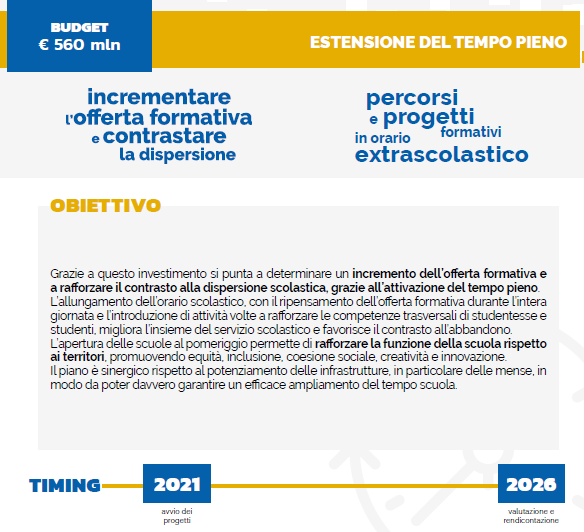 BUDGET
€ 560 mln
ESTENSIONE DEL TEMPO PIENO
incrementare
l'offerta formativa
e contrastare
la dispersione
percorsi
e progetti
in orario formativi
extrascolastico
OBIETTIVO
Grazie a questo investimento si punta a determinare un incremento dell'offerta formativa e
a rafforzare il contrasto alla dispersione scolastica, grazie all'attivazione del tempo pieno.
L'allungamento dell'orario scolastico, con il ripensamento dell'offerta formativa durante l'intera
giornata e l'introduzione di attività volte a rafforzare le competenze trasversali di studentesse e
studenti, migliora l'insieme del servizio scolastico e favorisce il contrasto all'abbandono.
L'apertura delle scuole al pomeriggio permette di rafforzare la funzione della scuola rispetto
ai territori, promuovendo equità, inclusione, coesione sociale, creatività e innovazione.
Il piano è sinergico rispetto al potenziamento delle infrastrutture, in particolare delle mense, in
modo da poter davvero garantire un efficace ampliamento del tempo scuola.
TIMING
2021
2026
avvio dei
progetti
valutazione e
rendicontazione